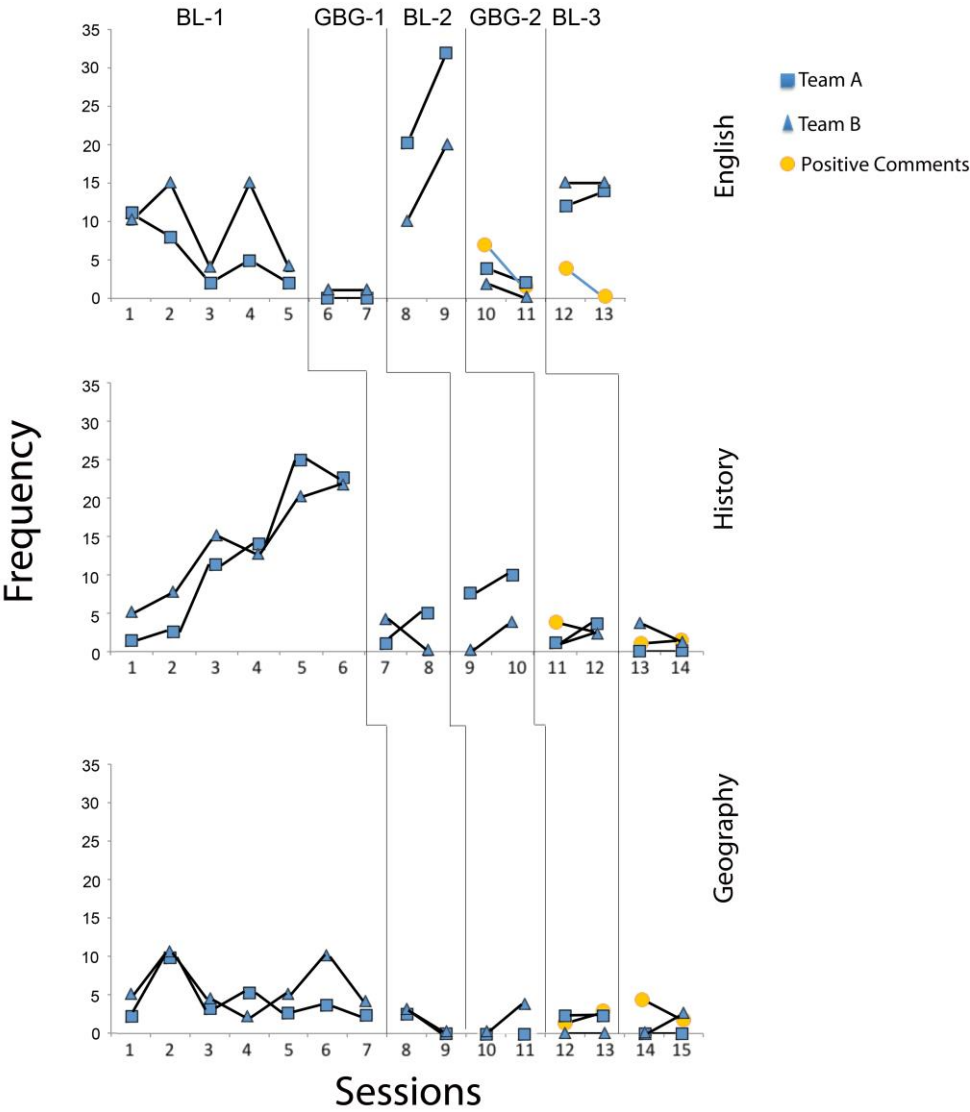 BL-1 GBG-1 BL-2 GBG-2 BL-3
35
30
25
20
15
10
5
0
1 2 3 4 5 6 7 8 9 10 11 12 13
English
Team A
Team B
Positive Comments
35
30
25
20
15
10
5
0
1 2 3 4 5 6 7 8 9 10 11 12 13 14
History
Frequency
35
30
25
20
15
10
5
0
1 2 3 4 5 6 7 8 9 10 11 12 13 14 15
Geography
Sessions